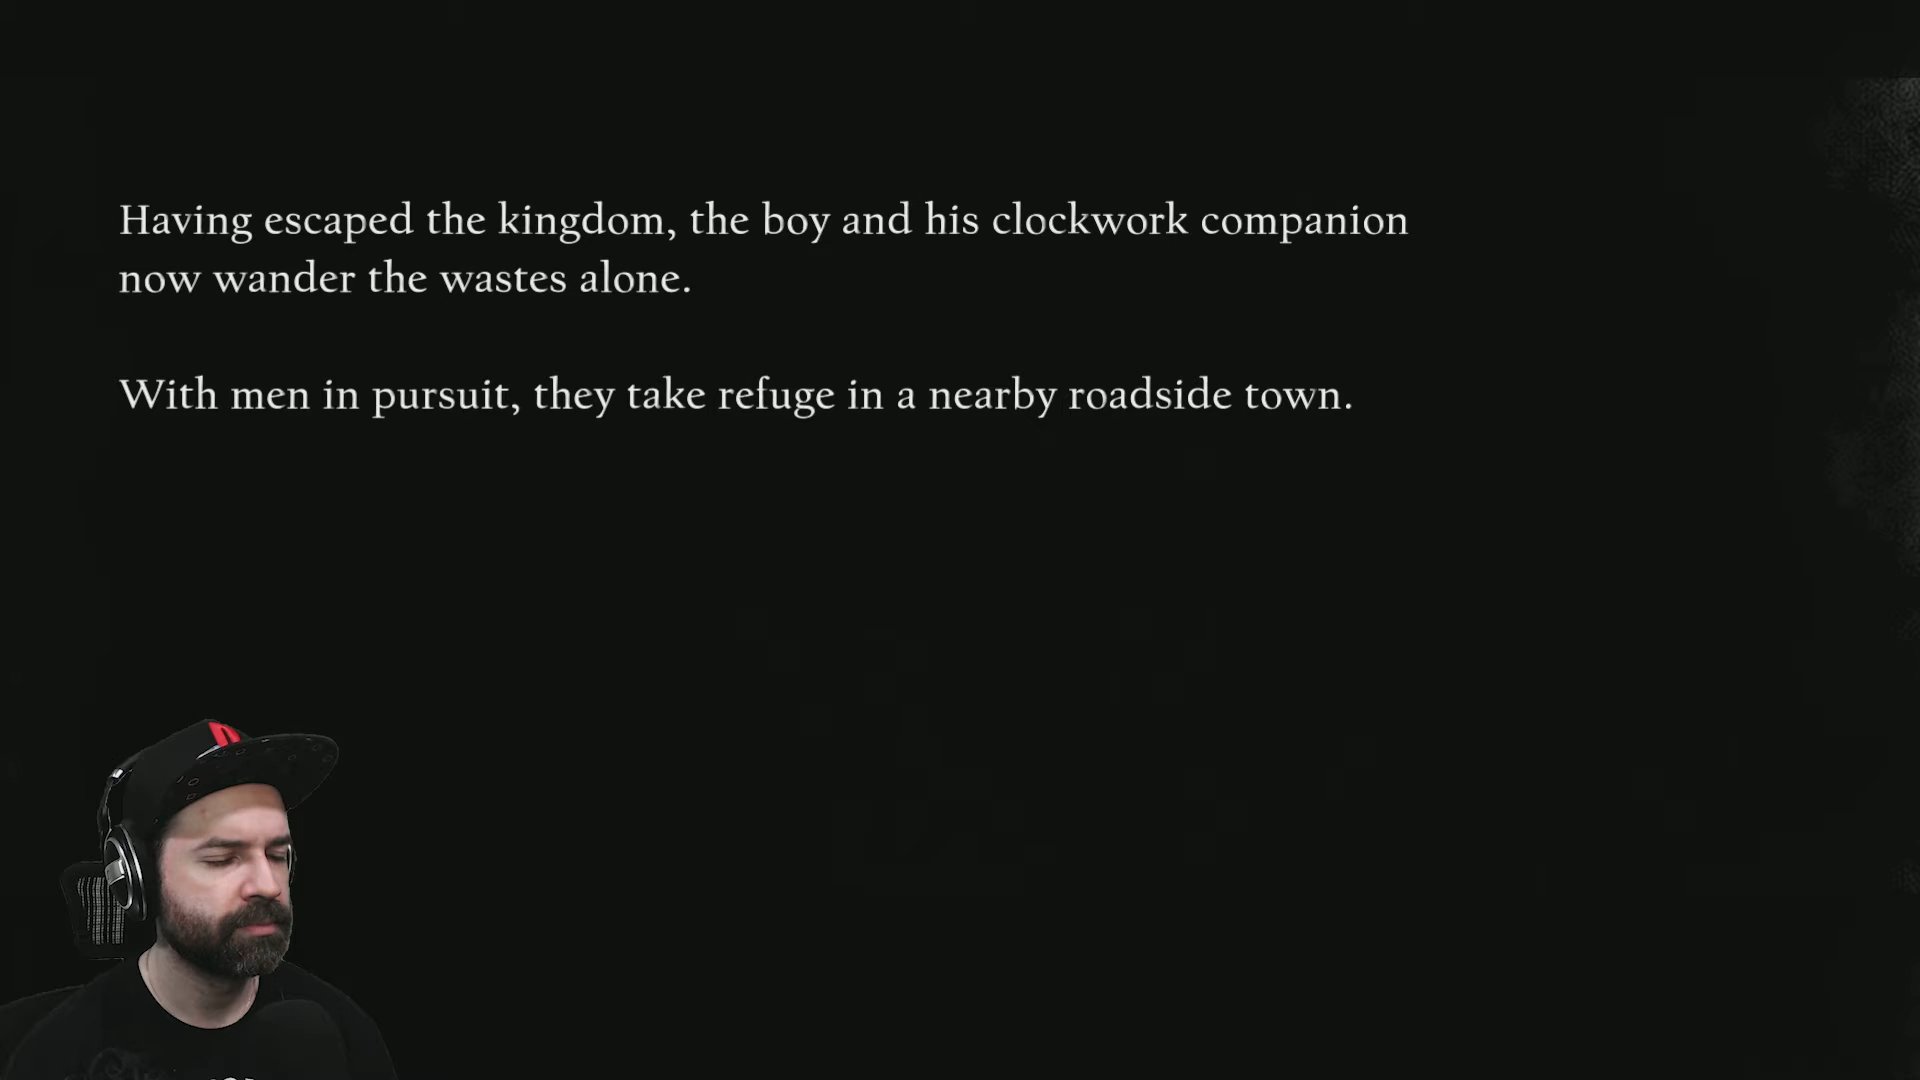 Having escaped the kingdom, the boy and his clockwork companion
now wander the wastes alone.
With men in pursuit, they take refuge in a nearby roadside town.